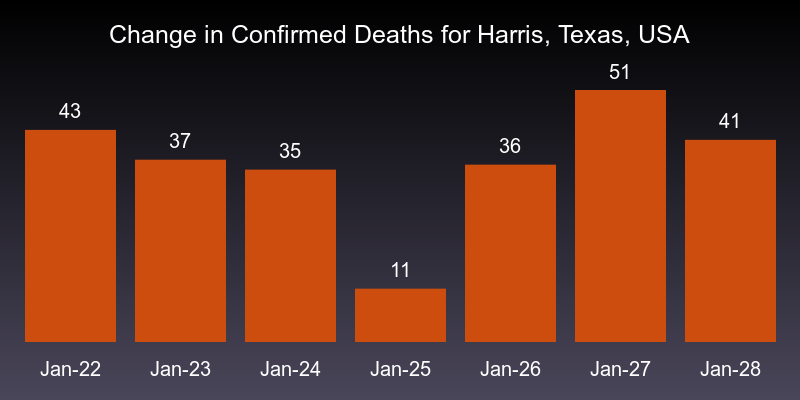 Change in Confirmed Deaths for Harris, Texas, USA
43
37
35
11
36
51
41
Jan-22
Jan-23
Jan-24
Jan-25
Jan-26
Jan-27
Jan-28